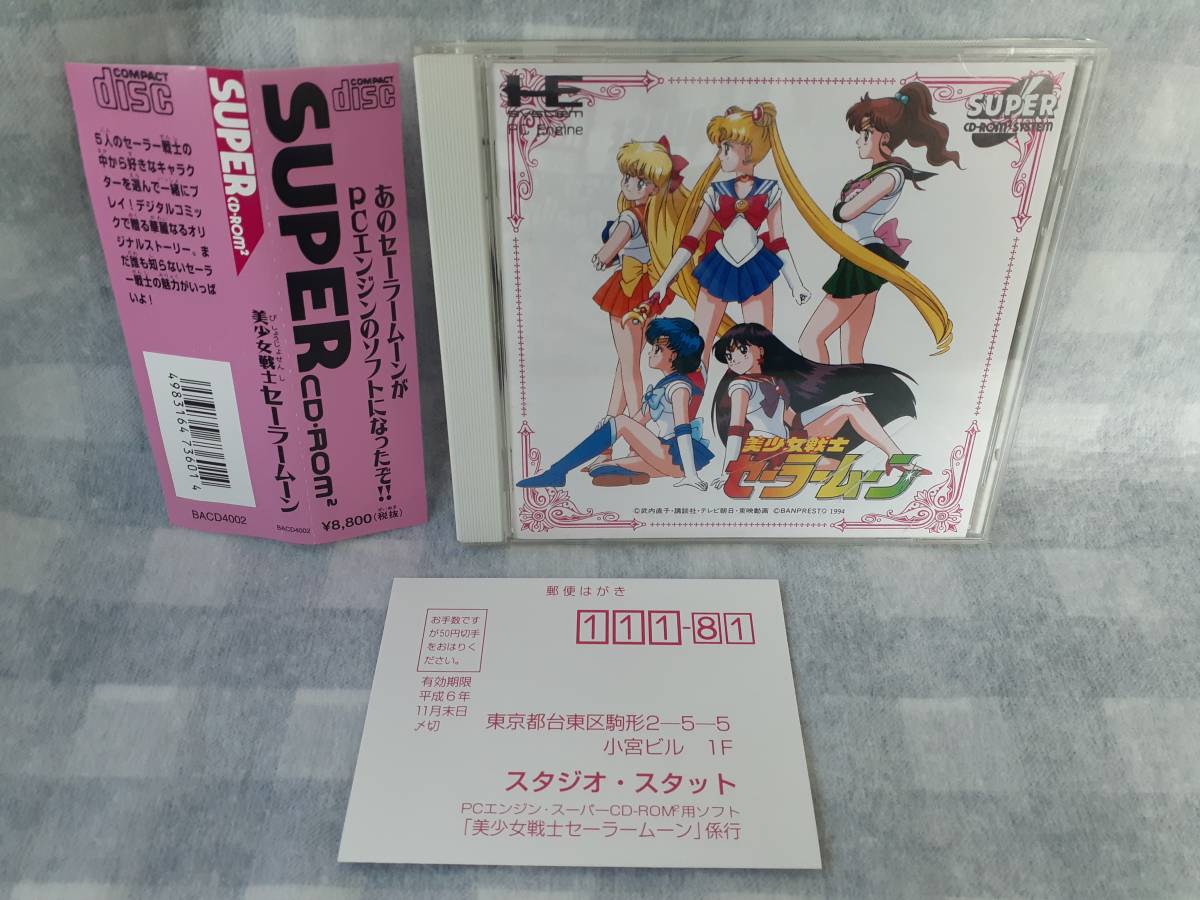 COMPACT
disc
SUPER CD-ROM²
5人のセーラー戦士の
中から好きなキャラク
ターを選んで一緒にプ
レイ！デジタルコミッ
クで贈る華麗なるオリ
ジナルストーリー。ま
だ誰も知らないセーラ
ー戦士の魅力がいっぱ
いよ！
4983164736014
BACD4002
COMPACT
disc
SUPER CD-ROM²
美少女戦士セーラームーン
びしょうじょせんし
BACD4002
あのセーラームーンが
PCエンジンのソフトになったぞ!!
¥8,800(税抜)
HE
SYSTEM
PC Engine
SUPER
CD-ROM² SYSTEM
美少女戦士
セーラームーン
©武内直子・講談社・テレビ朝日・東映動画 ©BANPRESTO 1994
郵便はがき
お手数です
が50円切手
をおはりく
ださい。
111-81
有効期限
平成6年
11月末日
〆切
東京都台東区駒形2—5—5
小宮ビル 1F
スタジオ・スタット
PCエンジン・スーパーCD-ROM²用ソフト
「美少女戦士セーラームーン」係行